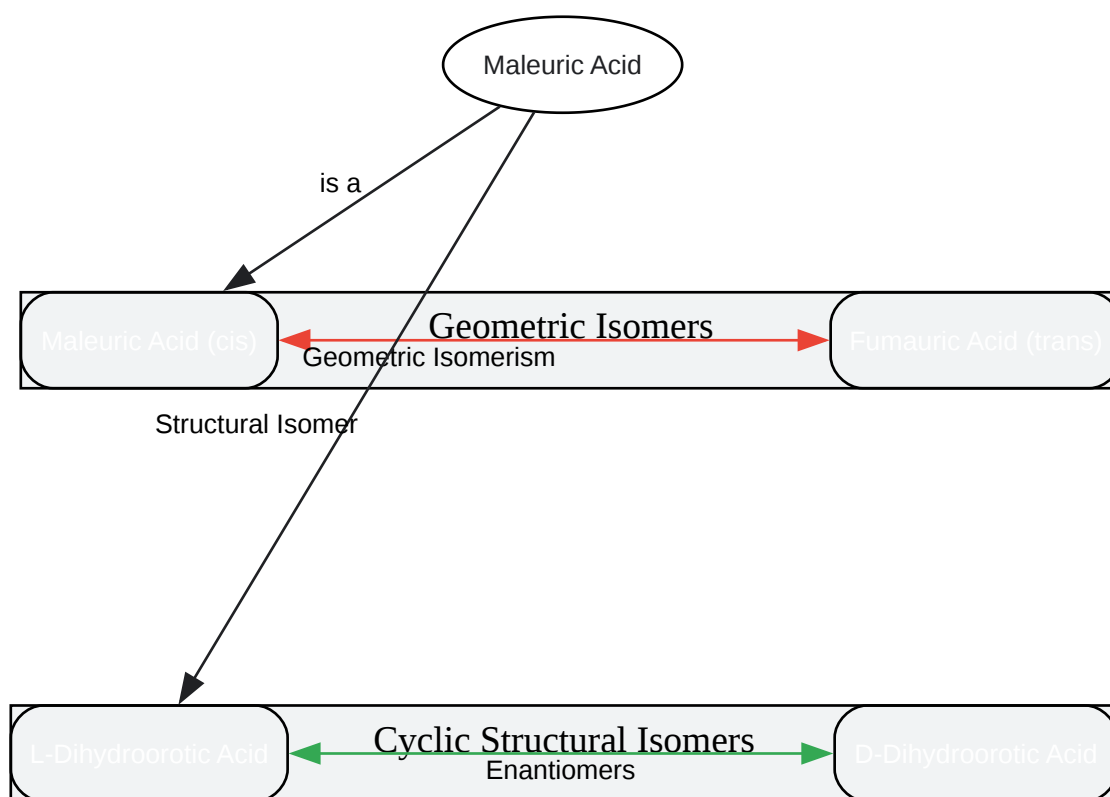 Maleuric Acid
is a
Geometric Isomers
Maleuric Acid (cis)
Fumauric Acid (trans)
Geometric Isomerism
Structural Isomer
Cyclic Structural Isomers
L-Dihydroorotic Acid
D-Dihydroorotic Acid
Enantiomers